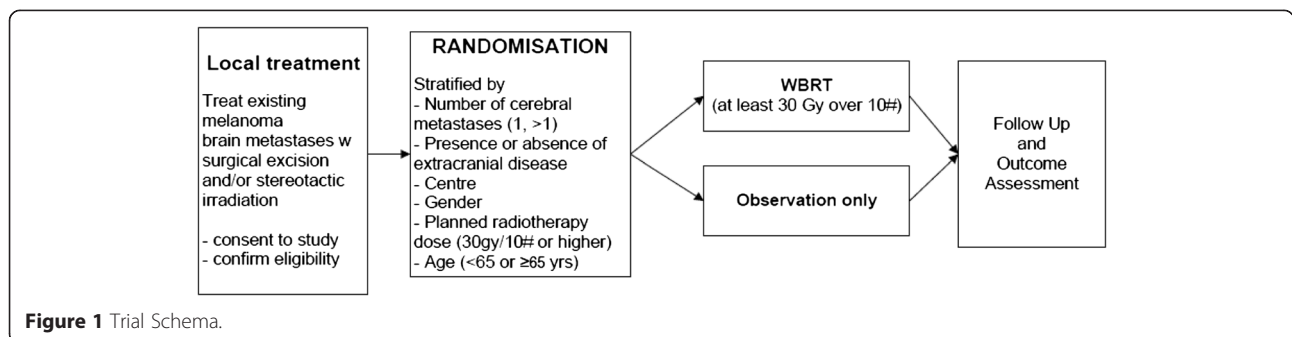 Local treatment
Treat existing
melanoma
brain metastases w
surgical excision
and/or stereotactic
irradiation
- consent to study
- confirm eligibility
RANDOMISATION
Stratified by
- Number of cerebral
metastases (1, >1)
- Presence or absence of
extracranial disease
- Centre
- Gender
- Planned radiotherapy
dose (30gy/10# or higher)
- Age (<65 or ≥65 yrs)
WBRT
(at least 30 Gy over 10#)
Observation only
Follow Up
and
Outcome
Assessment
Figure 1 Trial Schema.